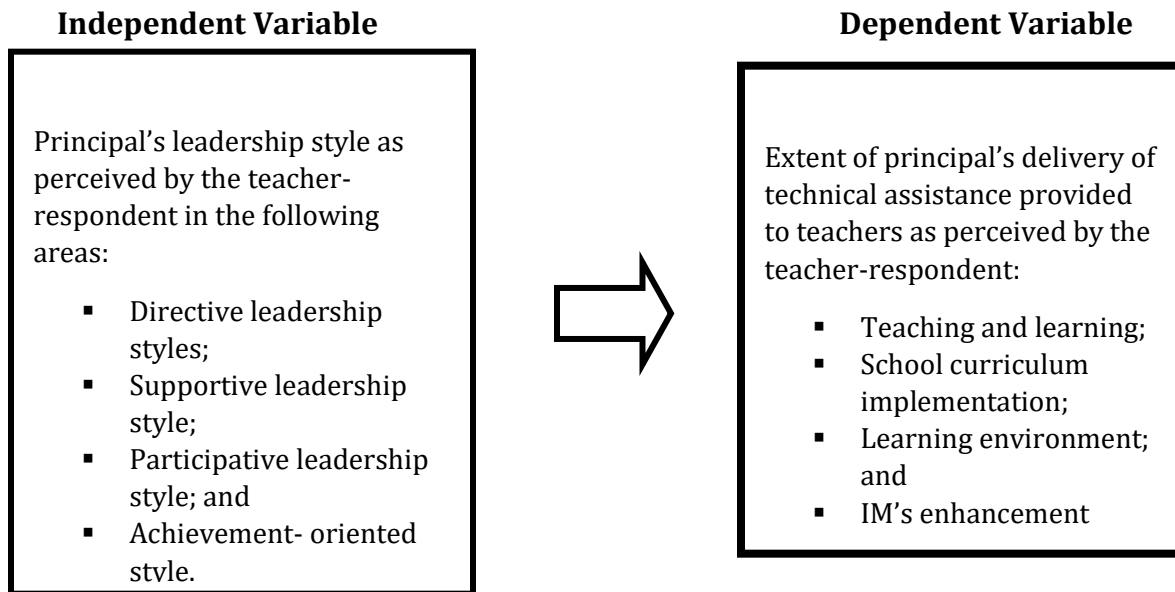 Independent Variable
Principal’s leadership style as
perceived by the teacher-
respondent in the following
areas:
▪ Directive leadership
styles;
▪ Supportive leadership
style;
▪ Participative leadership
style; and
▪ Achievement- oriented
style.
Dependent Variable
Extent of principal’s delivery of
technical assistance provided
to teachers as perceived by the
teacher-respondent:
▪ Teaching and learning;
▪ School curriculum
implementation;
▪ Learning environment;
and
▪ IM’s enhancement